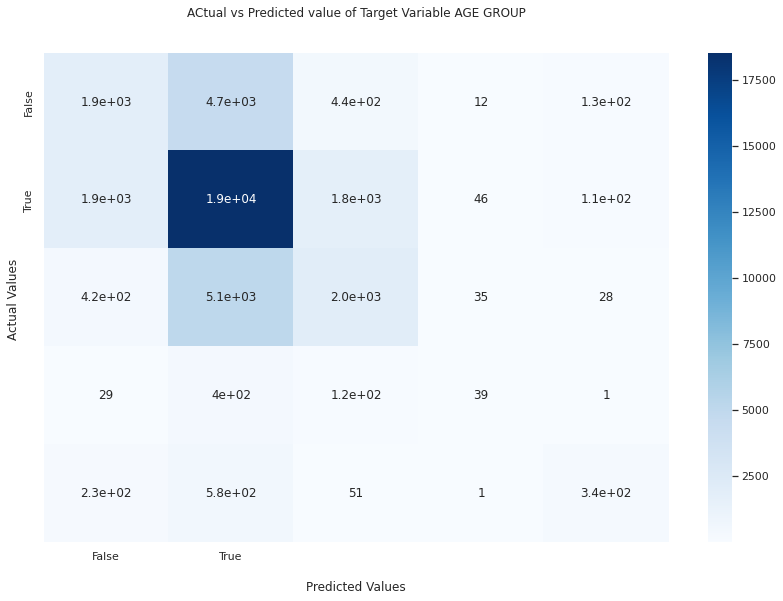 ACtual vs Predicted value of Target Variable AGE GROUP
False
1.9e+03 4.7e+03 4.4e+02 12 1.3e+02
True
1.9e+03 1.9e+04 1.8e+03 46 1.1e+02
Actual Values
4.2e+02 5.1e+03 2.0e+03 35 28
29 4e+02 1.2e+02 39 1
2.3e+02 5.8e+02 51 1 3.4e+02
False True
Predicted Values
17500
15000
12500
10000
7500
5000
2500